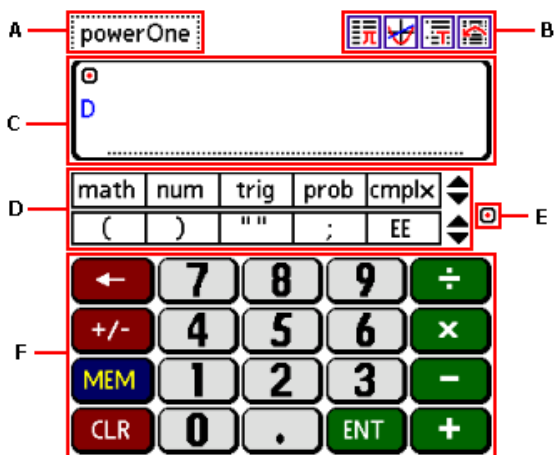 A powerOne π T B
C D
D math num trig prob cmplx
( ) " " ; EE E
← 7 8 9 ÷
+/- 4 5 6 ×
F
MEM 1 2 3 −
CLR 0 . ENT +